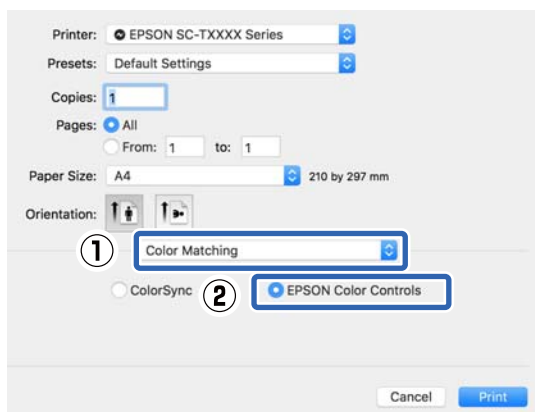 Printer: EPSON SC-TXXXX Series
Presets: Default Settings
Copies: 1
Pages: All
From: 1 to: 1
Paper Size: A4 210 by 297 mm
Orientation:
① Color Matching
ColorSync ② EPSON Color Controls
Cancel Print